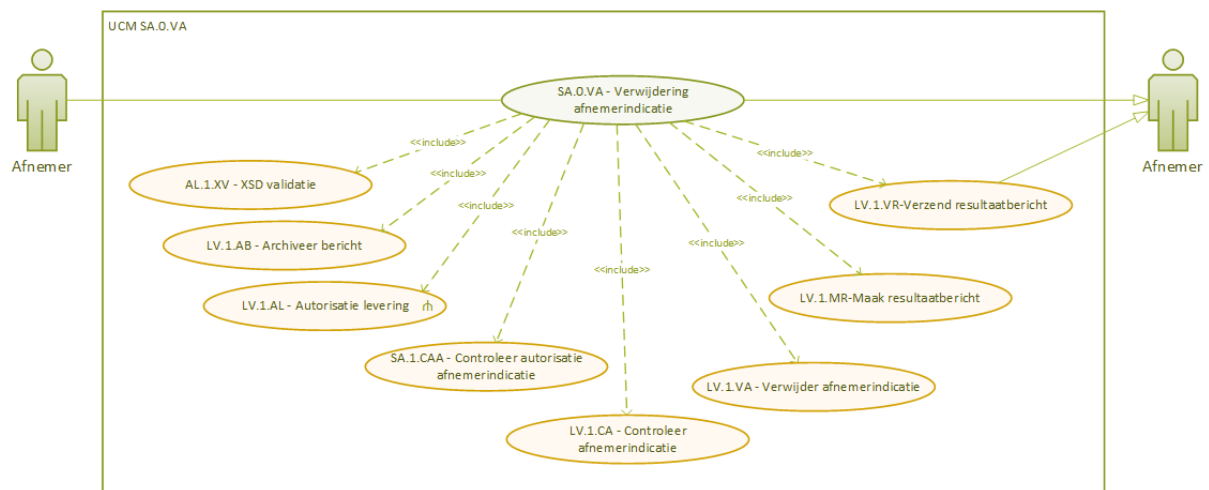 UCM SA.0.VA
SA.0.VA - Verwijdering
afnemerindicatie
Afnemer
Afnemer
<<include>>
<<include>>
<<include>>
<<include>>
<<include>>
<<include>>
<<include>>
<<include>>
AL.1.XV - XSD validatie
LV.1.VR-Verzend resultaatbericht
LV.1.AB - Archiveer bericht
LV.1.AL - Autorisatie levering
LV.1.MR-Maak resultaatbericht
SA.1.CAA - Controleer autorisatie
afnemerindicatie
LV.1.VA - Verwijder afnemerindicatie
LV.1.CA - Controleer
afnemerindicatie